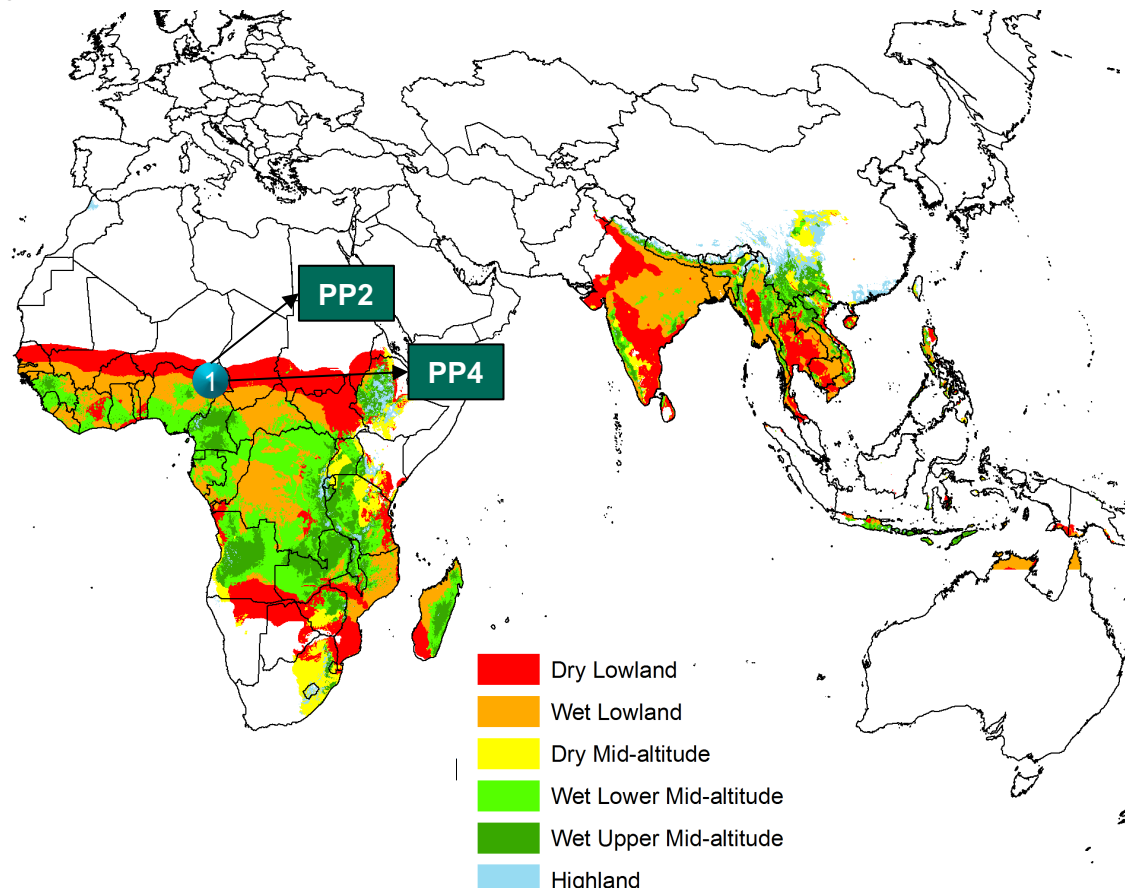 PP2
PP4
1
Dry Lowland
Wet Lowland
Dry Mid-altitude
Wet Lower Mid-altitude
Wet Upper Mid-altitude
Highland